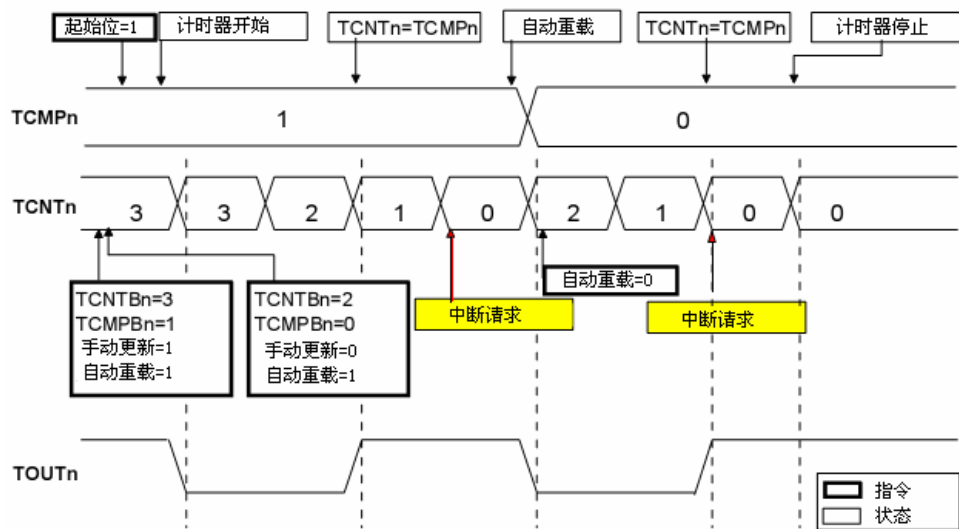 起始位=1
计时器开始
TCNTn=TCMPn
自动重载
TCNTn=TCMPn
计时器停止
TCMPn
1
0
TCNTn
3
3
2
1
0
2
1
0
0
TCNTBn=3
TCMPBn=1
手动更新=1
自动重载=1
TCNTBn=2
TCMPBn=0
手动更新=0
自动重载=1
中断请求
自动重载=0
中断请求
TOUTn
指令
状态